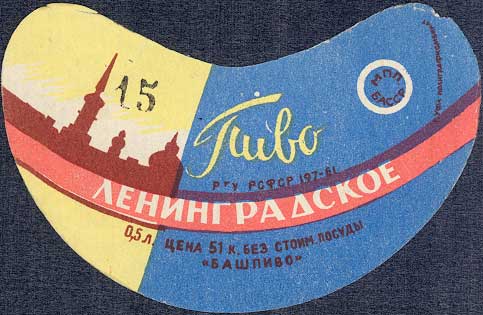 15
Пиво
МПП
БАССР
РТУ РСФСР 197-61
ЛЕНИНГРАДСКОЕ
0,5 л. ЦЕНА 51 К. БЕЗ СТОИМ. ПОСУДЫ
«БАШПИВО»